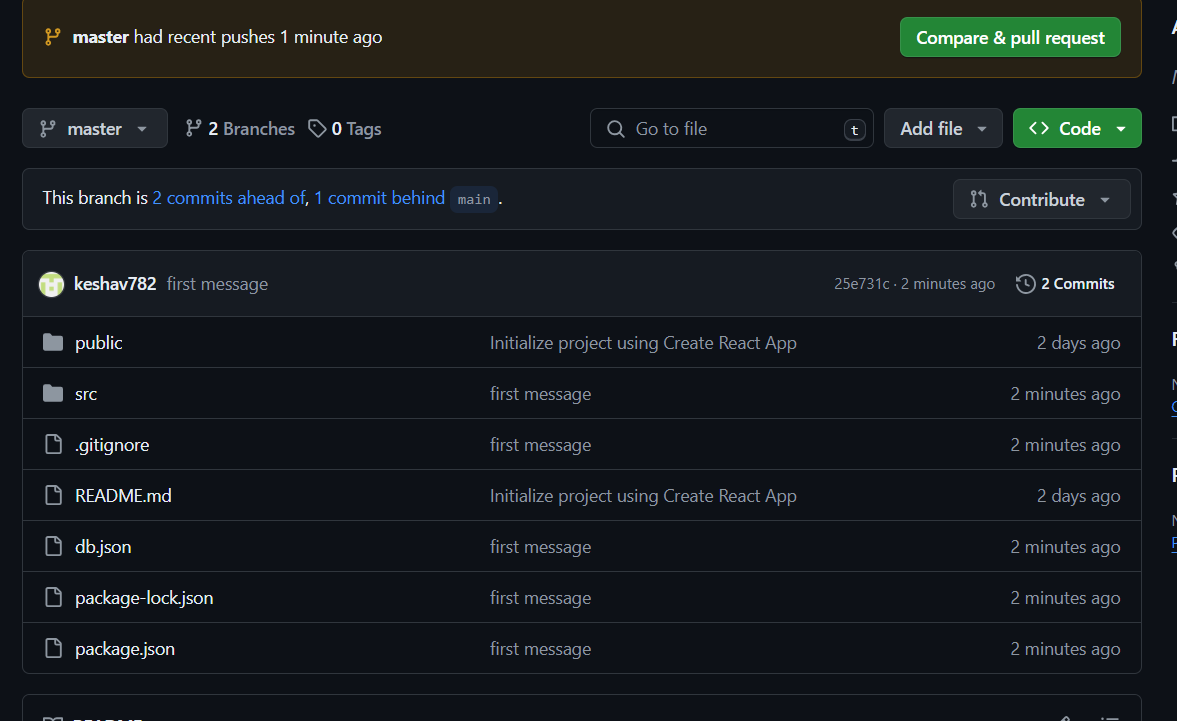 master had recent pushes 1 minute ago
Compare & pull request
master
2 Branches
0 Tags
Go to file
t
Add file
Code
This branch is 2 commits ahead of, 1 commit behind main .
Contribute
keshav782 first message
25e731c · 2 minutes ago
2 Commits
public Initialize project using Create React App 2 days ago
src first message 2 minutes ago
.gitignore first message 2 minutes ago
README.md Initialize project using Create React App 2 days ago
db.json first message 2 minutes ago
package-lock.json first message 2 minutes ago
package.json first message 2 minutes ago